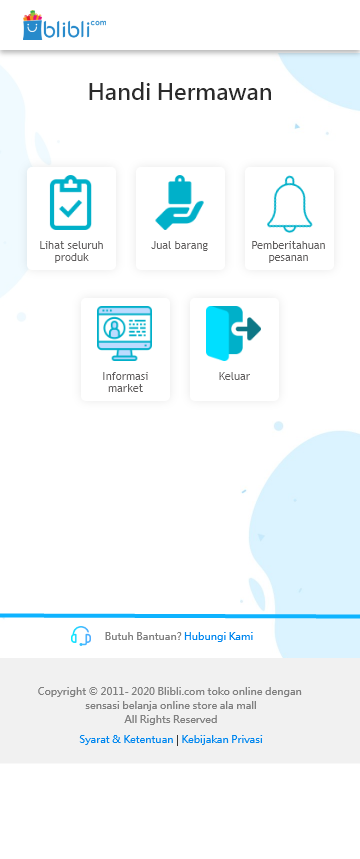 blibli.com
Handi Hermawan
Lihat seluruh
produk
Jual barang
Pemberitahuan
pesanan
Informasi
market
Keluar
Butuh Bantuan? Hubungi Kami
Copyright © 2011- 2020 Blibli.com toko online dengan
sensasi belanja online store ala mall
All Rights Reserved
Syarat & Ketentuan | Kebijakan Privasi